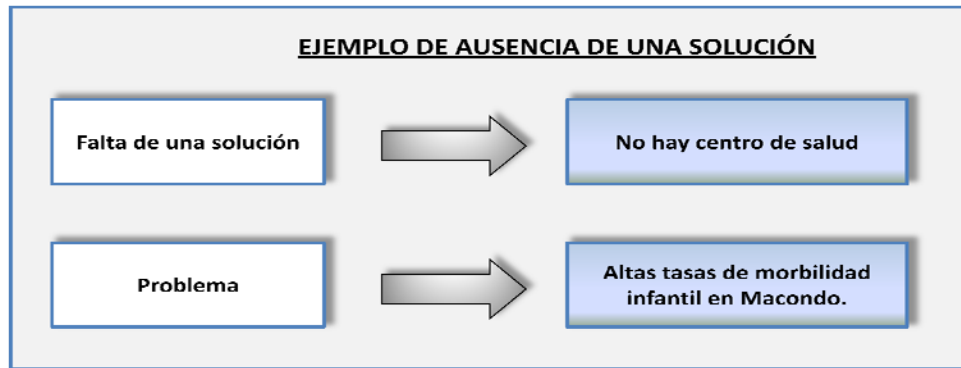 EJEMPLO DE AUSENCIA DE UNA SOLUCIÓN
Falta de una solución
No hay centro de salud
Problema
Altas tasas de morbilidad
infantil en Macondo.